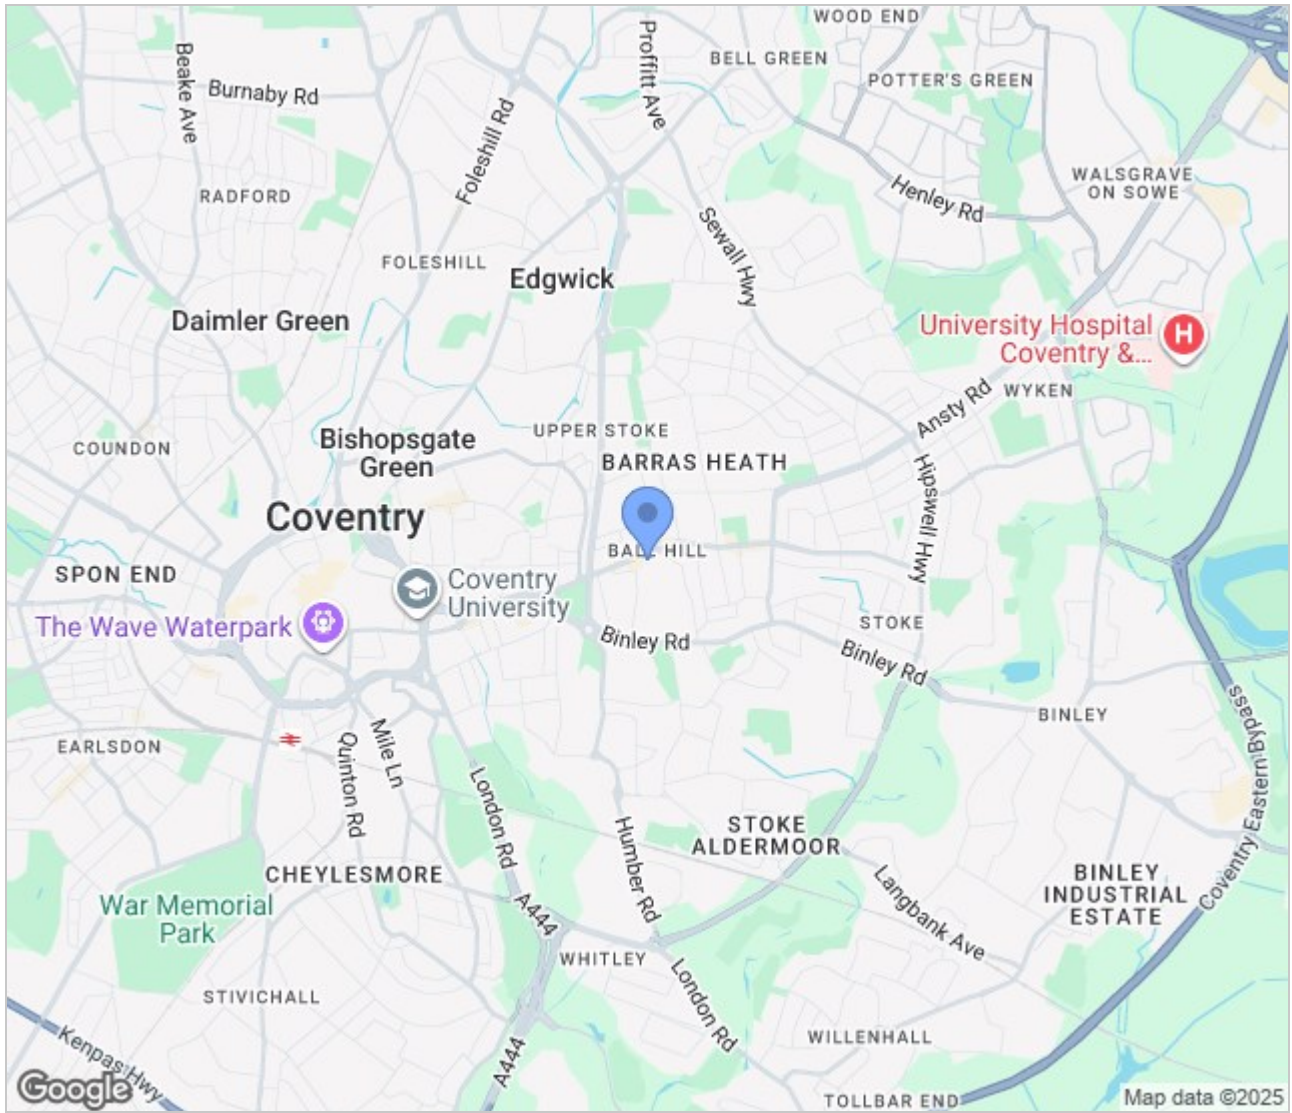 WOOD END
Proffitt Ave
BELL GREEN
Beake Ave
POTTER'S GREEN
Burnaby Rd
Foleshill Rd
WALSGRAVE
ON SOWE
RADFORD
Henley Rd
Sewall Hwy
FOLESHILL
Edgwick
Daimler Green
University Hospital
Coventry &...
H
WYKEN
Ansty Rd
UPPER STOKE
Bishopsgate
Green
COUNDON
BARRAS HEATH
Hipswell Hwy
Coventry
BALL HILL
SPON END
Coventry
University
The Wave Waterpark
STOKE
Binley Rd
Binley Rd
BINLEY
Coventry Eastern Bypass
EARLSDON
Mile Ln
Quinton Rd
London Rd
STOKE
ALDERMOOR
Humber Rd
CHEYLESMORE
BINLEY
INDUSTRIAL
ESTATE
Langbank Ave
War Memorial
Park
A444
WHITLEY
STIVICHALL
London Rd
WILLENHALL
Kenpas Hwy
A444
TOLLBAR END
Google
Map data ©2025